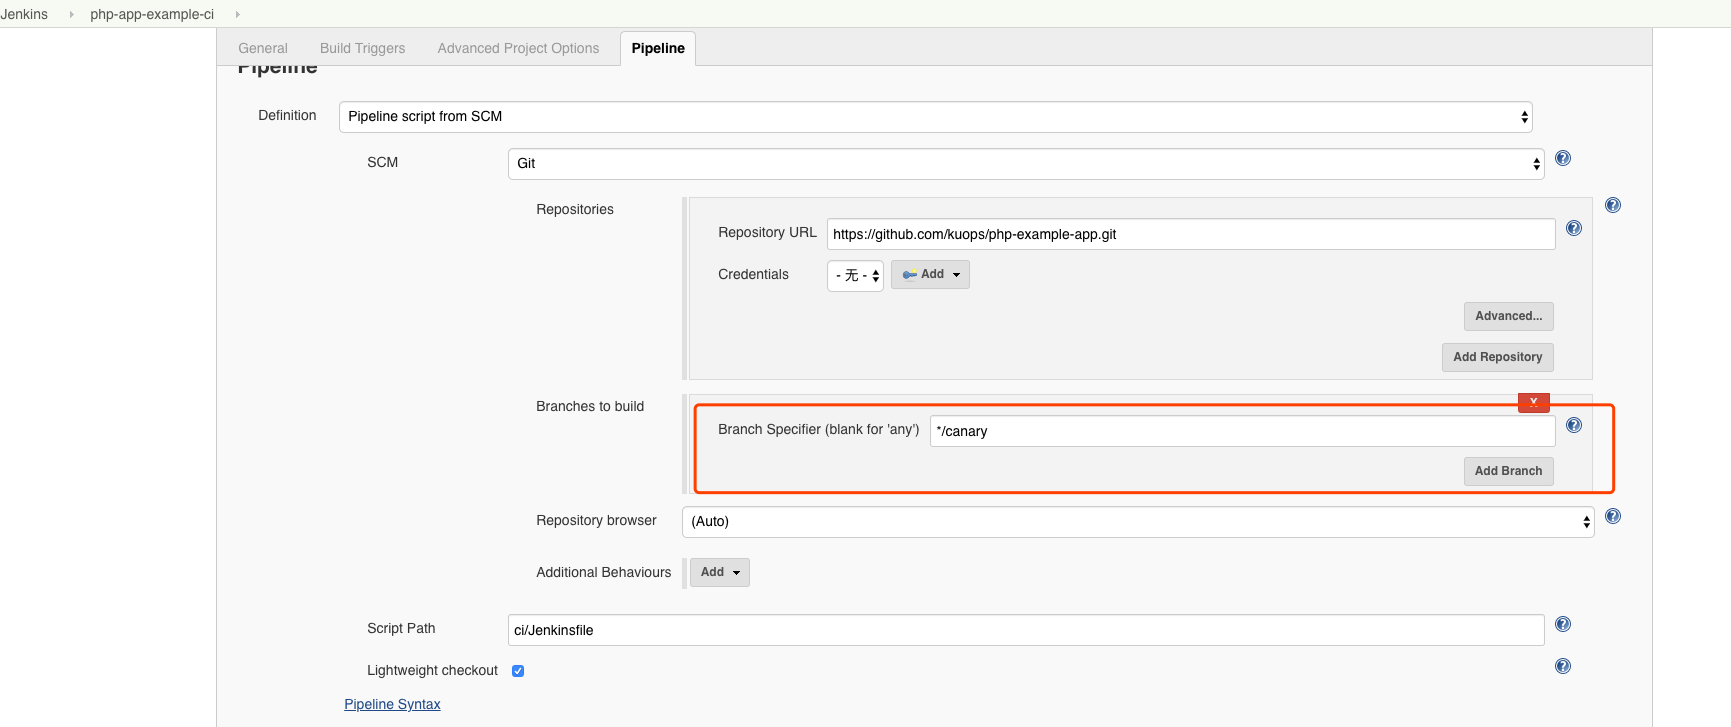 Jenkins php-app-example-ci
General Build Triggers Advanced Project Options Pipeline
Pipeline
Definition Pipeline script from SCM
SCM Git
Repositories
Repository URL https://github.com/kuops/php-example-app.git
Credentials - 无 - Add
Advanced...
Add Repository
Branches to build
X
Branch Specifier (blank for 'any') */canary
Add Branch
Repository browser (Auto)
Additional Behaviours Add
Script Path ci/Jenkinsfile
Lightweight checkout
Pipeline Syntax